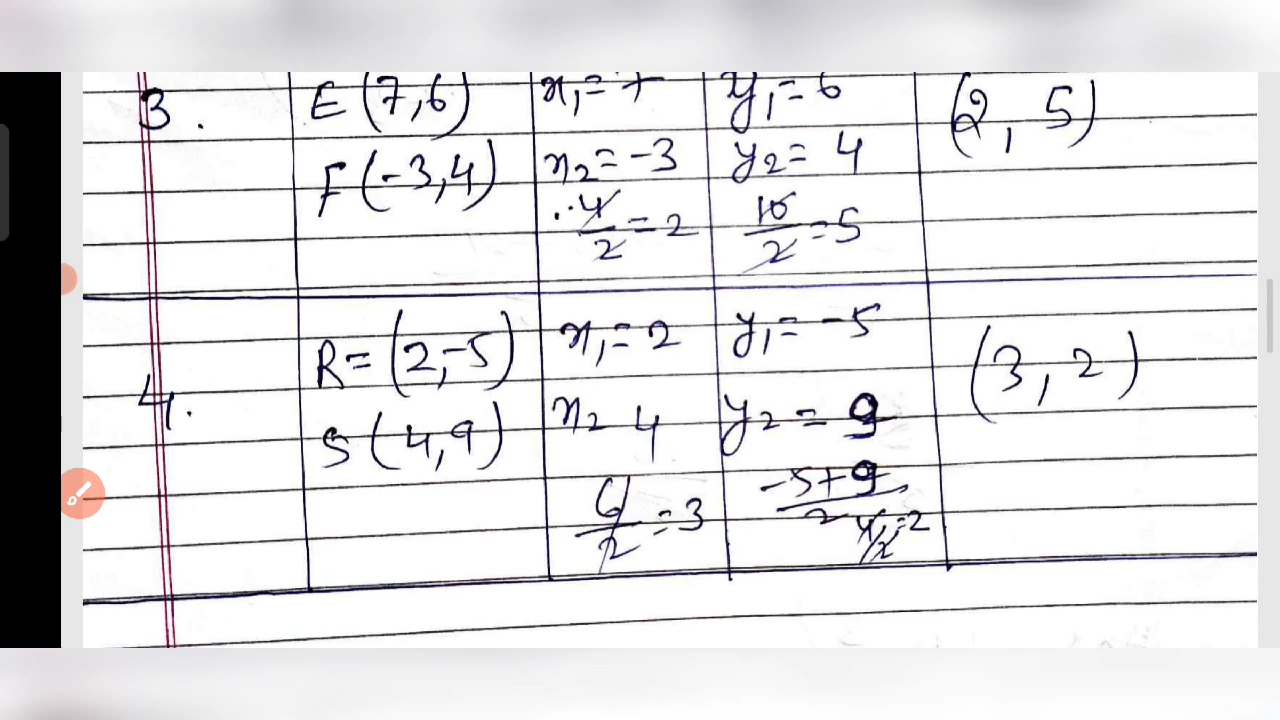 3. E (7,6) x₁= 7 y₁= 6 (2, 5)
F (-3,4) x₂= -3 y₂= 4
∴ 4/2 = 2 10/2 = 5
4. R= (2,-5) x₁= 2 y₁= -5 (3, 2)
S (4,9) x₂ 4 y₂ = 9
6/2 = 3 -5+9/2
4/2=2